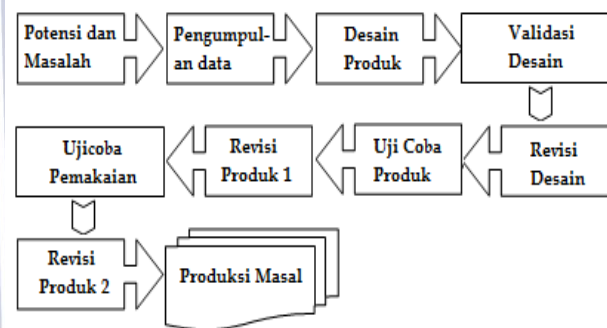 Potensi dan
Masalah
Pengumpul-
an data
Desain
Produk
Validasi
Desain
Revisi
Desain
Uji Coba
Produk
Revisi
Produk 1
Ujicoba
Pemakaian
Revisi
Produk 2
Produksi Masal